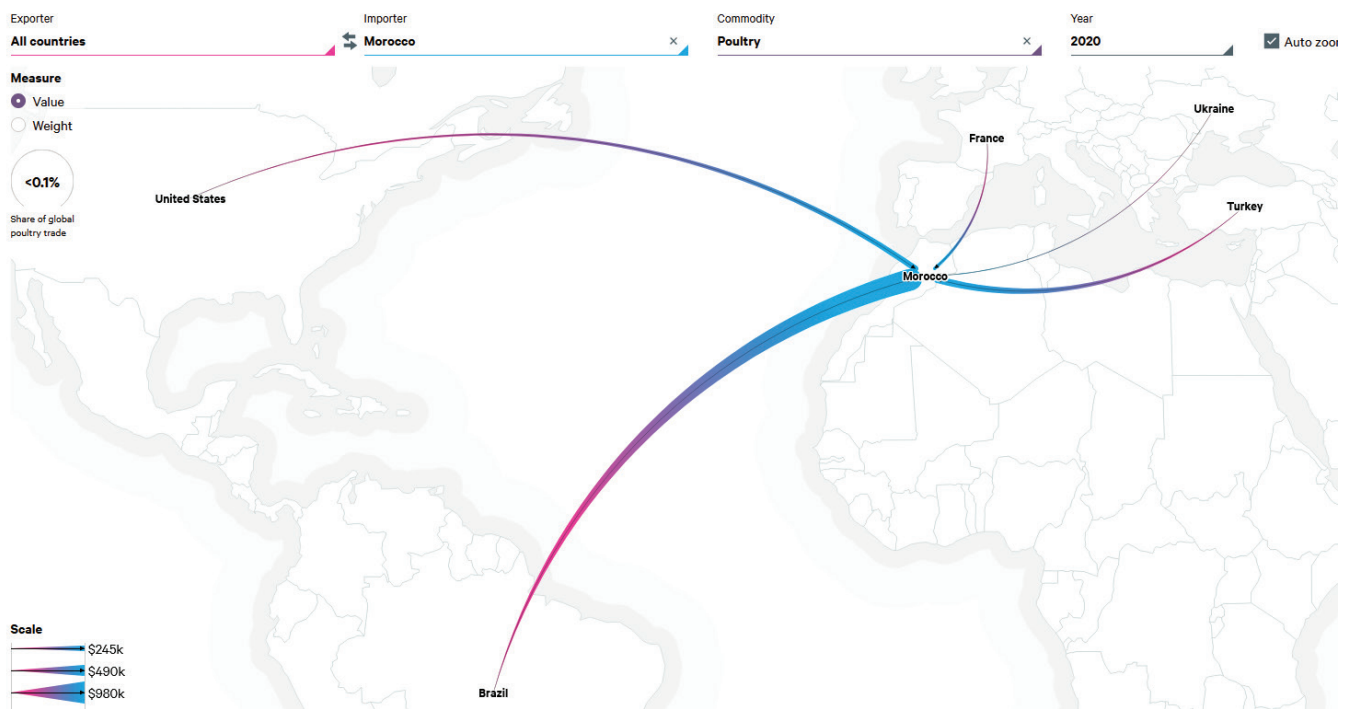 Exporter
Importer
Commodity
Year
All countries
Morocco
×
Poultry
×
2020
Auto zoor
Measure
Value
Weight
<0.1%
Share of global
poultry trade
United States
France
Ukraine
Turkey
Morocco
Brazil
Scale
$245k
$490k
$980k